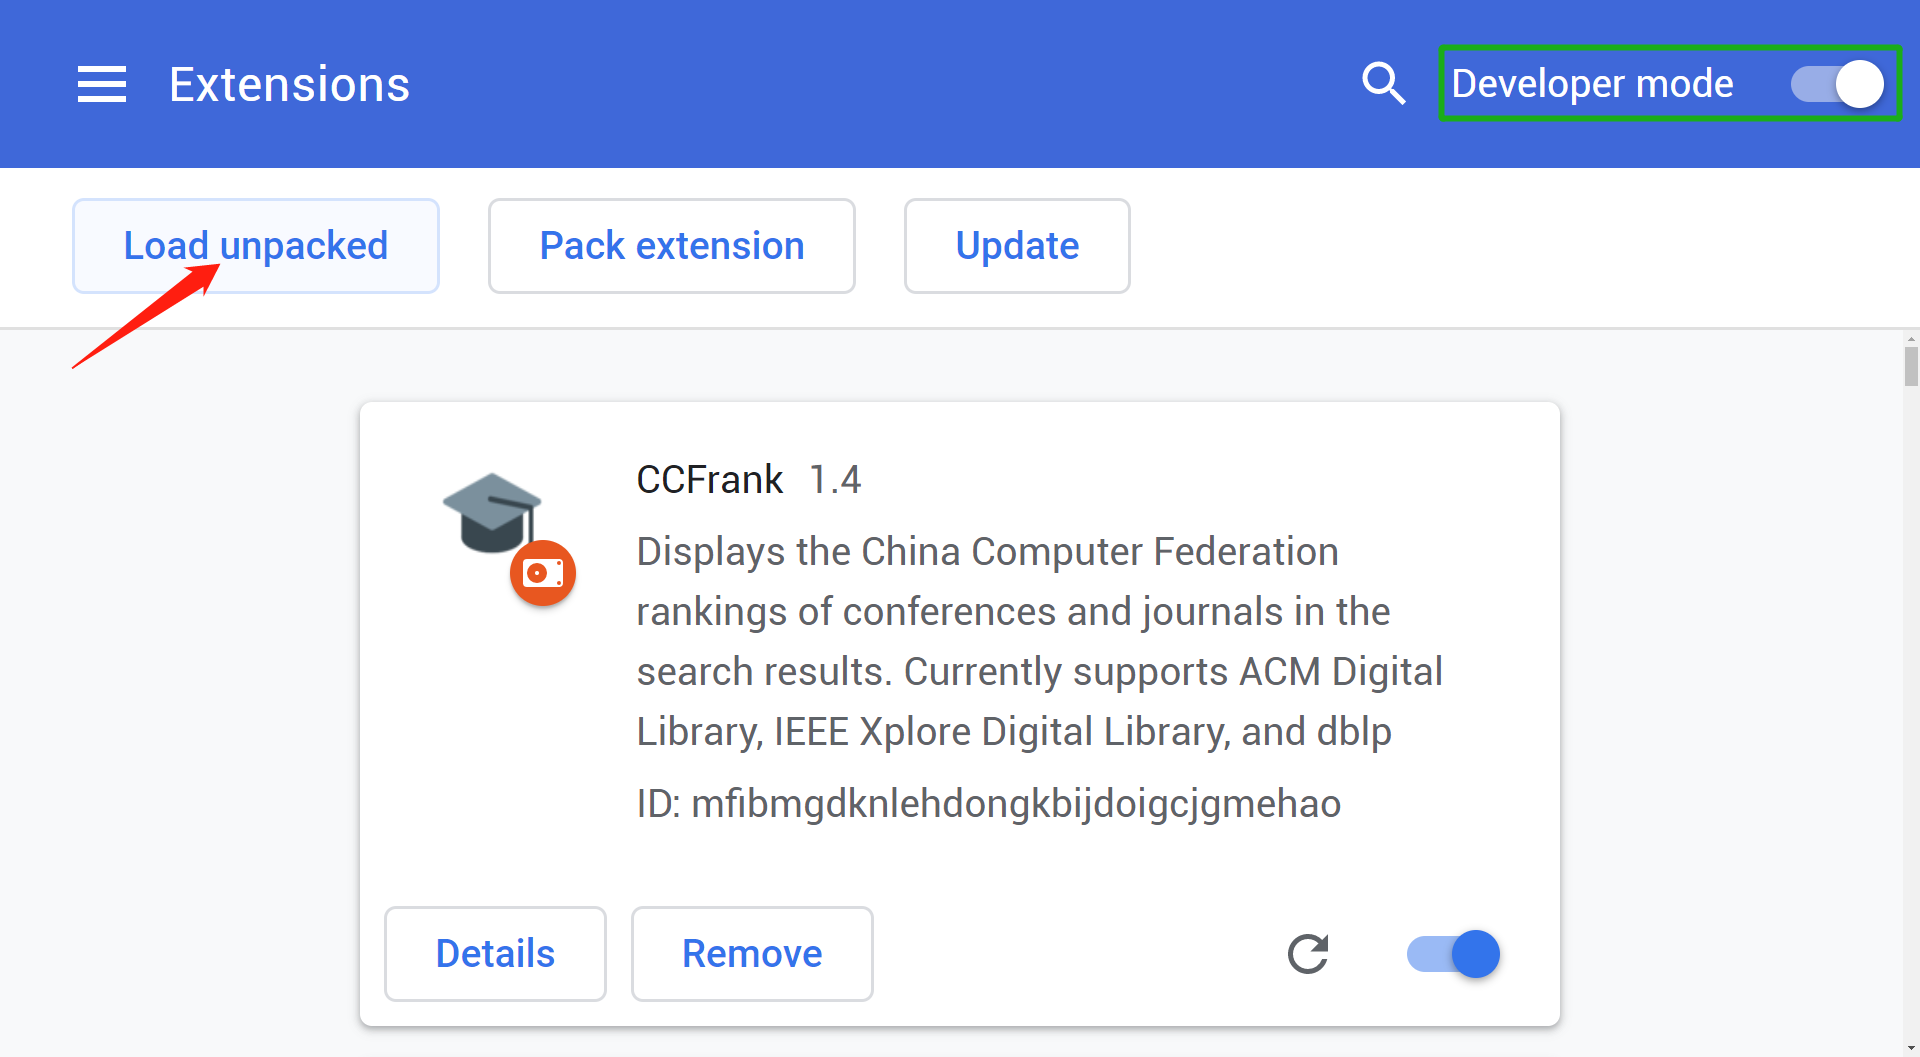 Extensions
Developer mode
Load unpacked
Pack extension
Update
CCFrank 1.4
Displays the China Computer Federation
rankings of conferences and journals in the
search results. Currently supports ACM Digital
Library, IEEE Xplore Digital Library, and dblp
ID: mfibmgdknlehdongkbijdoigcjgmehao
Details
Remove